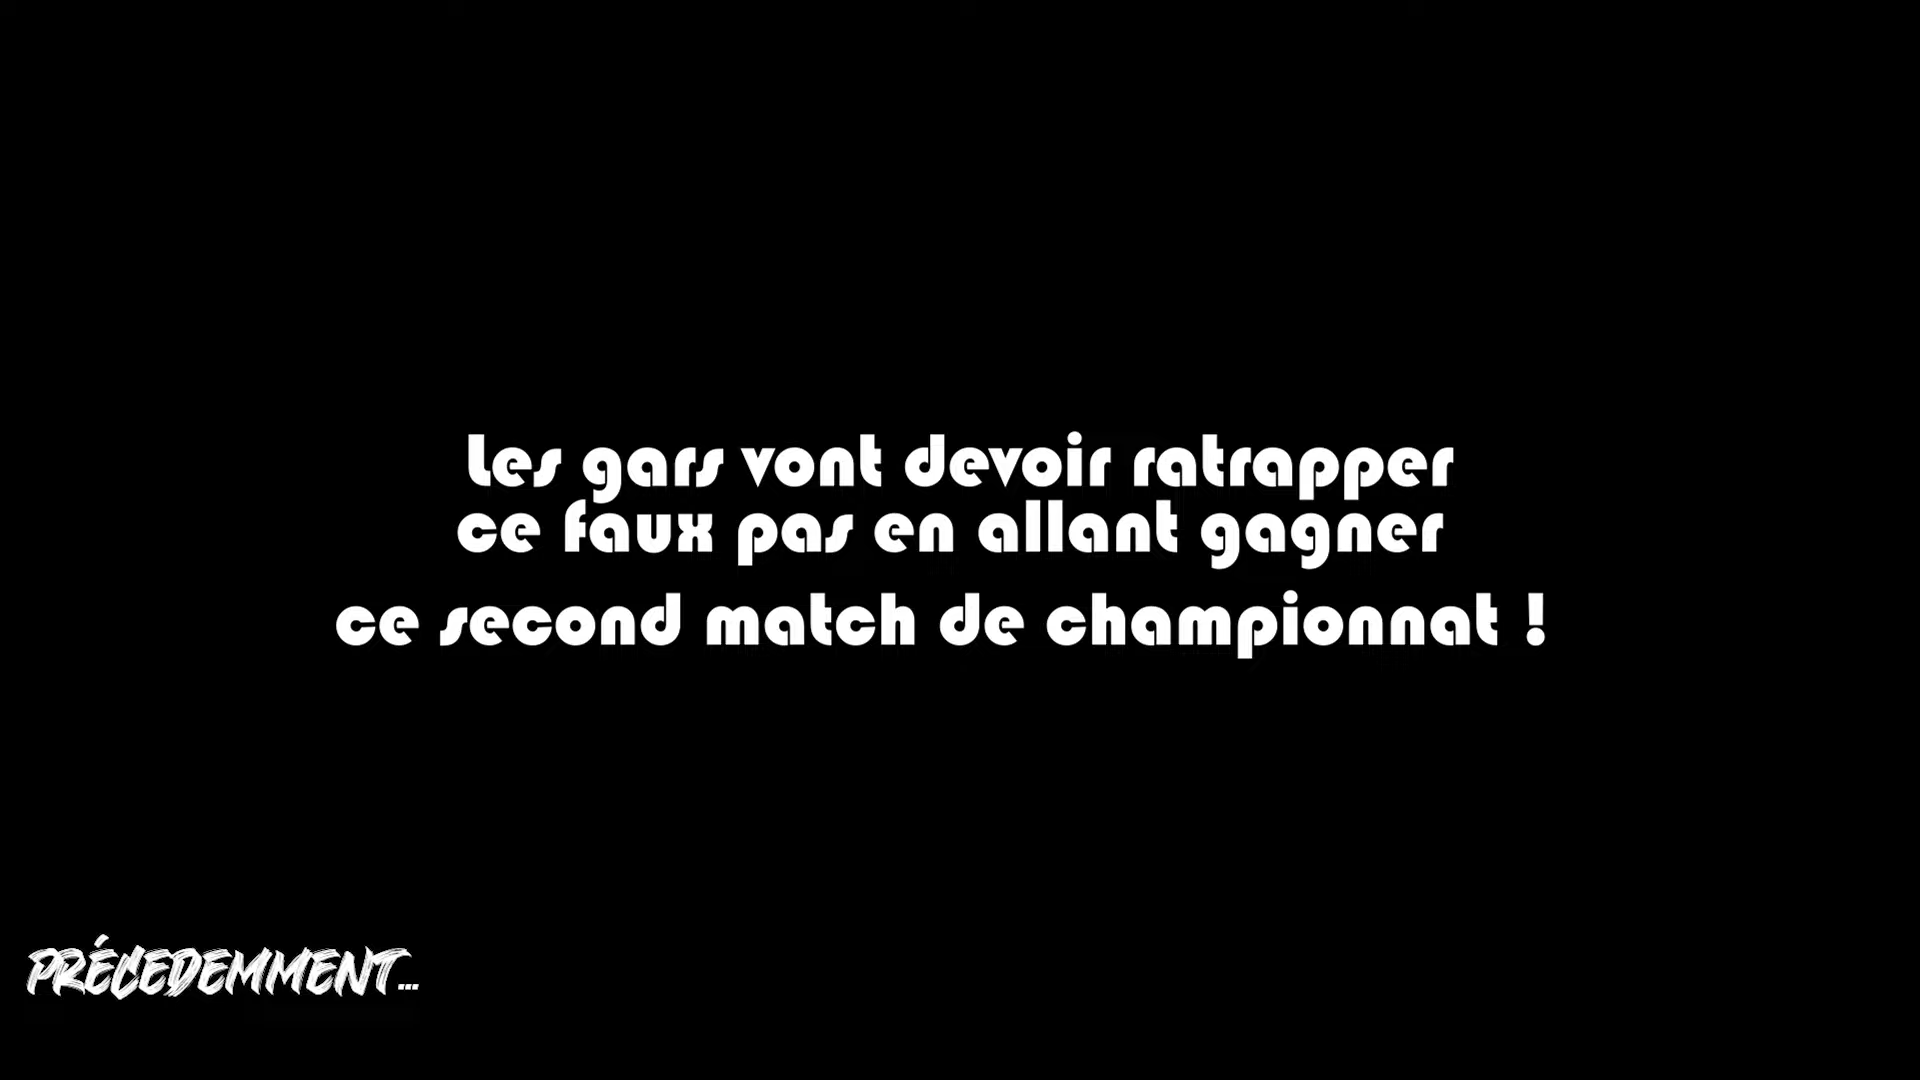 Les gars vont devoir ratrapper
ce faux pas en allant gagner
ce second match de championnat !
PRÉCEDEMMENT...